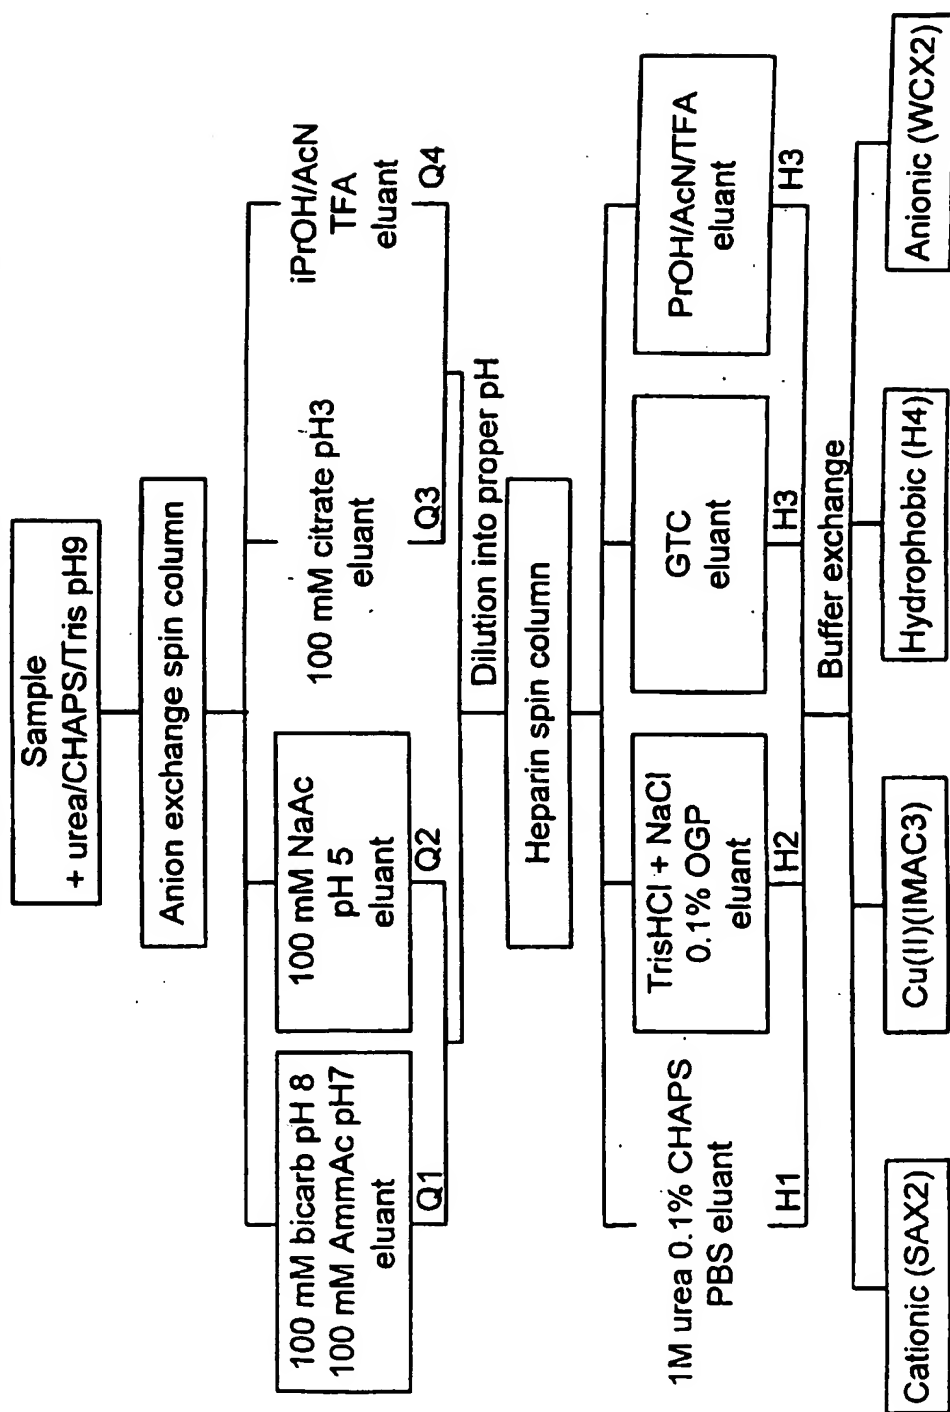 Sample
+ urea/CHAPS/Tris pH9
Anion exchange spin column
100 mM bicarb pH 8
100 mM AmmAc pH7
eluant
Q1
100 mM NaAc
pH 5
eluant
Q2
100 mM citrate pH3
eluant
Q3
iPrOH/AcN
TFA
eluant
Q4
Dilution into proper pH
Heparin spin column
1M urea 0.1% CHAPS
PBS eluant
H1
TrisHCl + NaCl
0.1% OGP
eluant
H2
GTC
eluant
H3
PrOH/AcN/TFA
eluant
H3
Buffer exchange
Cationic (SAX2)
Cu(II)(IMAC3)
Hydrophobic (H4)
Anionic (WCX2)